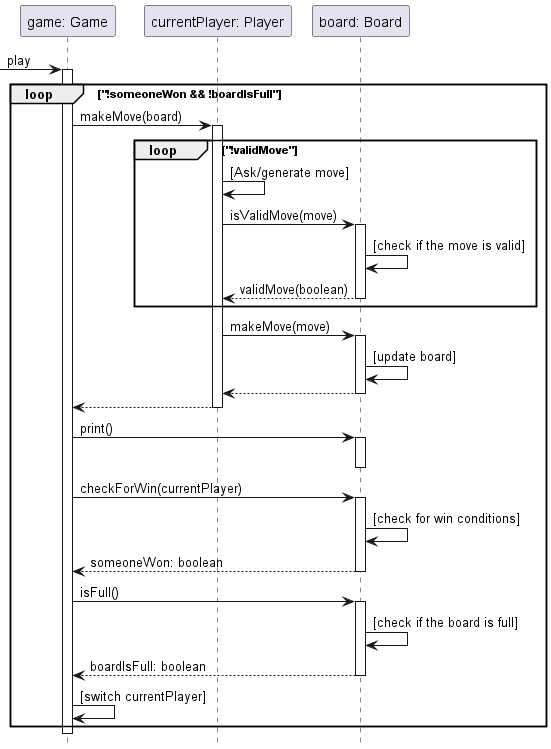 game: Game
currentPlayer: Player
board: Board
play
loop
["!someoneWon && !boardIsFull"]
makeMove(board)
loop
["!validMove"]
[Ask/generate move]
isValidMove(move)
[check if the move is valid]
validMove(boolean)
makeMove(move)
[update board]
print()
checkForWin(currentPlayer)
[check for win conditions]
someoneWon: boolean
isFull()
[check if the board is full]
boardIsFull: boolean
[switch currentPlayer]